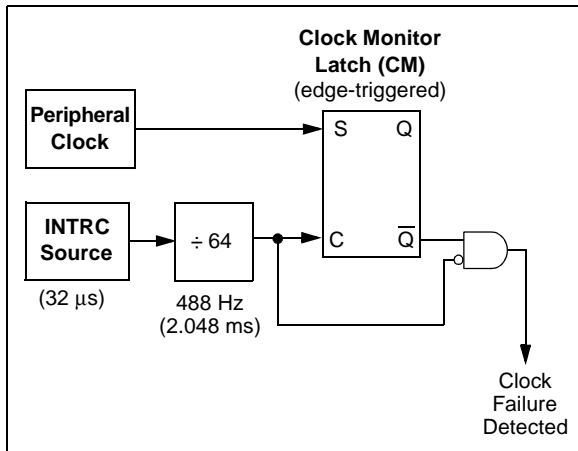 Clock Monitor
Latch (CM)
(edge-triggered)
Peripheral
Clock
S
Q
INTRC
Source
÷ 64
C
Q̅
(32 μs)
488 Hz
(2.048 ms)
Clock
Failure
Detected